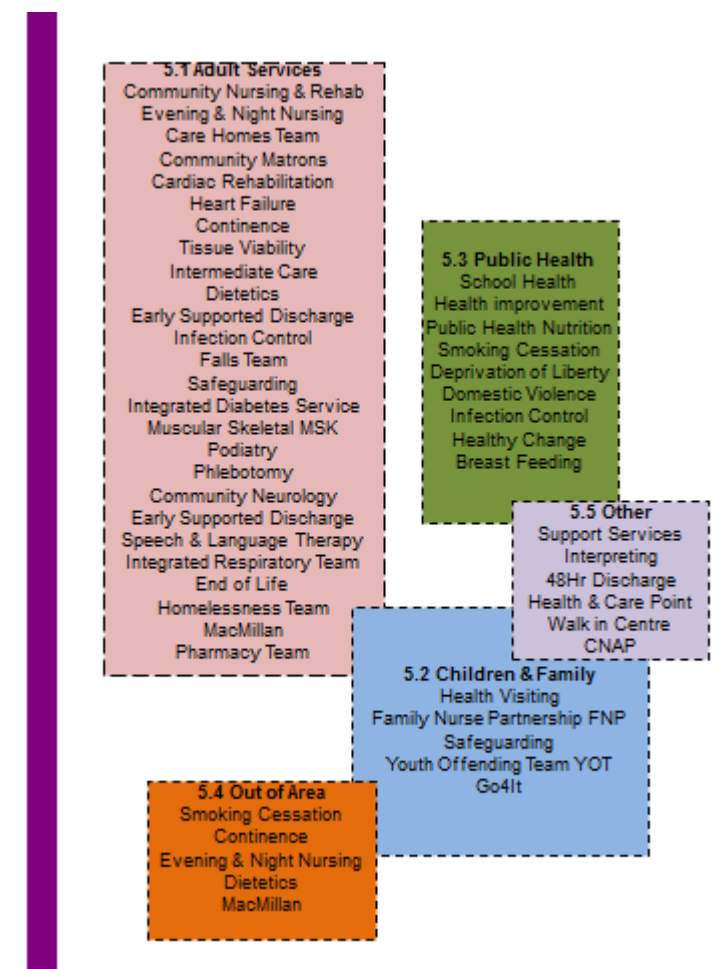 5.1 Adult Services
Community Nursing & Rehab
Evening & Night Nursing
Care Homes Team
Community Matrons
Cardiac Rehabilitation
Heart Failure
Continence
Tissue Viability
Intermediate Care
Dietetics
Early Supported Discharge
Infection Control
Falls Team
Safeguarding
Integrated Diabetes Service
Muscular Skeletal MSK
Podiatry
Phlebotomy
Community Neurology
Early Supported Discharge
Speech & Language Therapy
Integrated Respiratory Team
End of Life
Homelessness Team
MacMillan
Pharmacy Team
5.3 Public Health
School Health
Health improvement
Public Health Nutrition
Smoking Cessation
Deprivation of Liberty
Domestic Violence
Infection Control
Healthy Change
Breast Feeding
5.5 Other
Support Services
Interpreting
48Hr Discharge
Health & Care Point
Walk in Centre
CNAP
5.2 Children & Family
Health Visiting
Family Nurse Partnership FNP
Safeguarding
Youth Offending Team YOT
Go4It
5.4 Out of Area
Smoking Cessation
Continence
Evening & Night Nursing
Dietetics
MacMillan